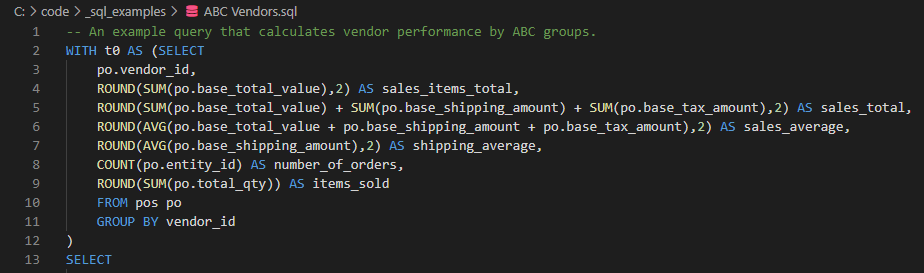 C: > code > _sql_examples > ABC Vendors.sql
1 -- An example query that calculates vendor performance by ABC groups.
2 WITH t0 AS (SELECT
3 po.vendor_id,
4 ROUND(SUM(po.base_total_value),2) AS sales_items_total,
5 ROUND(SUM(po.base_total_value) + SUM(po.base_shipping_amount) + SUM(po.base_tax_amount),2) AS sales_total,
6 ROUND(AVG(po.base_total_value + po.base_shipping_amount + po.base_tax_amount),2) AS sales_average,
7 ROUND(AVG(po.base_shipping_amount),2) AS shipping_average,
8 COUNT(po.entity_id) AS number_of_orders,
9 ROUND(SUM(po.total_qty)) AS items_sold
10 FROM pos po
11 GROUP BY vendor_id
12 )
13 SELECT